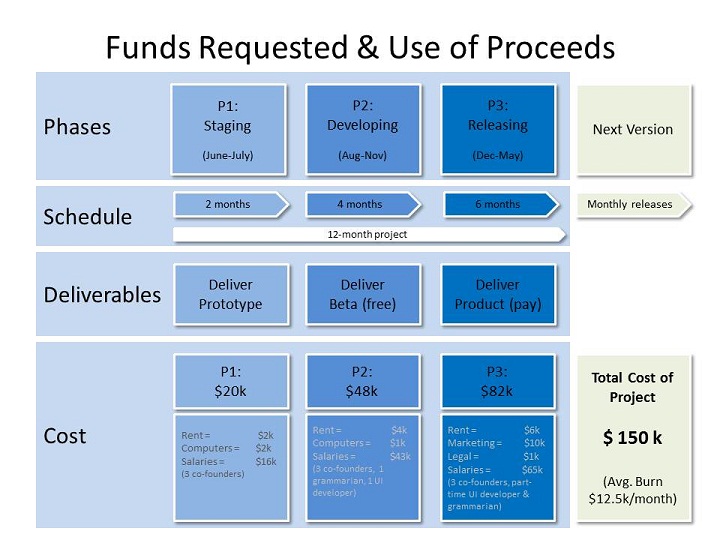 Funds Requested & Use of Proceeds
Phases
P1:
Staging
(June-July)
P2:
Developing
(Aug-Nov)
P3:
Releasing
(Dec-May)
Next Version
Schedule
2 months
4 months
6 months
Monthly releases
12-month project
Deliverables
Deliver
Prototype
Deliver
Beta (free)
Deliver
Product (pay)
Cost
P1:
$20k
P2:
$48k
P3:
$82k
Rent = $2k
Computers = $2k
Salaries = $16k
(3 co-founders)
Rent = $4k
Computers = $1k
Salaries = $43k
(3 co-founders, 1
grammarian, 1 UI
developer)
Rent = $6k
Marketing = $10k
Legal = $1k
Salaries = $65k
(3 co-founders, part-
time UI developer &
grammarian)
Total Cost of
Project
$ 150 k
(Avg. Burn
$12.5k/month)